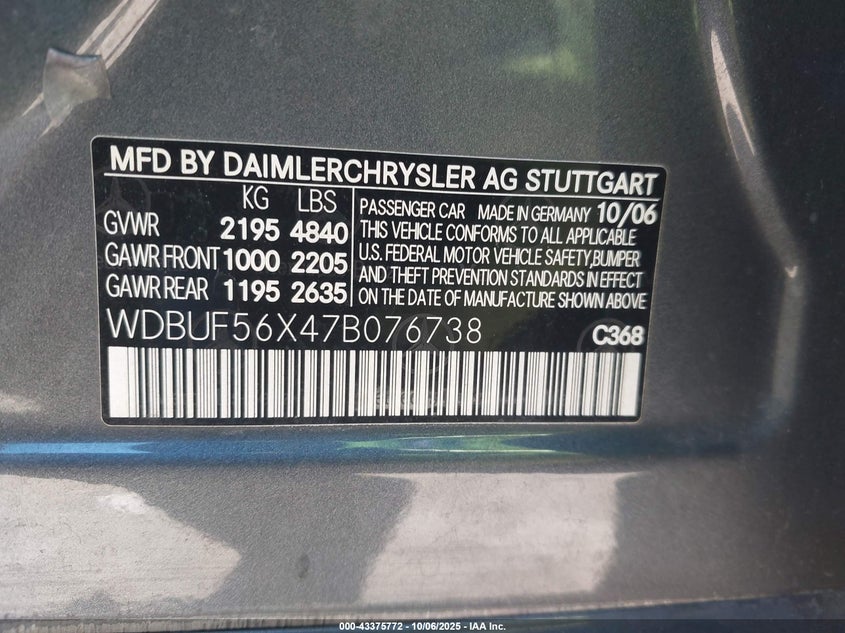 MFD BY DAIMLERCHRYSLER AG STUTTGART
KG LBS
GVWR 2195 4840
GAWR FRONT 1000 2205
GAWR REAR 1195 2635
PASSENGER CAR MADE IN GERMANY 10/06
THIS VEHICLE CONFORMS TO ALL APPLICABLE
U.S. FEDERAL MOTOR VEHICLE SAFETY,BUMPER
AND THEFT PREVENTION STANDARDS IN EFFECT
ON THE DATE OF MANUFACTURE SHOWN ABOVE
WDBUF56X47B076738 C368
000-43375772 - 10/06/2025 - IAA Inc.